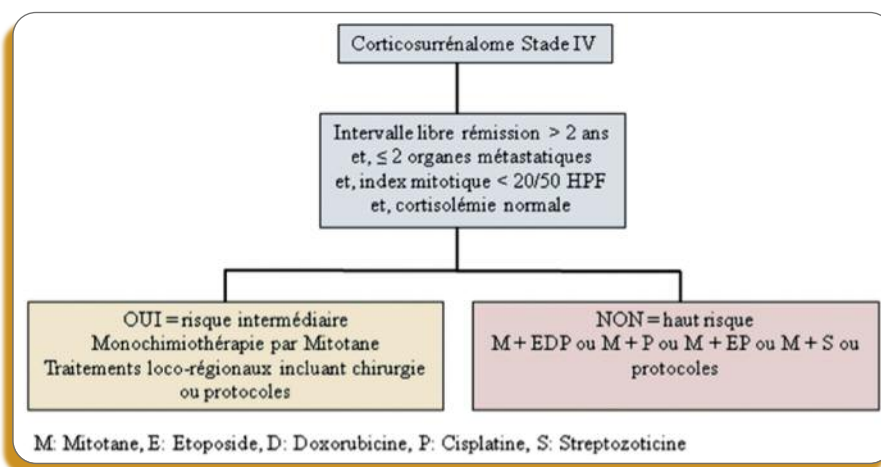 Corticosurrénalome Stade IV
Intervalle libre rémission > 2 ans
et, ≤ 2 organes métastatiques
et, index mitotique < 20/50 HPF
et, cortisolémie normale
OUI = risque intermédiaire
Monochimiothérapie par Mitotane
Traitements loco-régionaux incluant chirurgie
ou protocoles
NON = haut risque
M + EDP ou M + P ou M + EP ou M + S ou
protocoles
M: Mitotane, E: Etoposide, D: Doxorubicine, P: Cisplatine, S: Streptozoticine